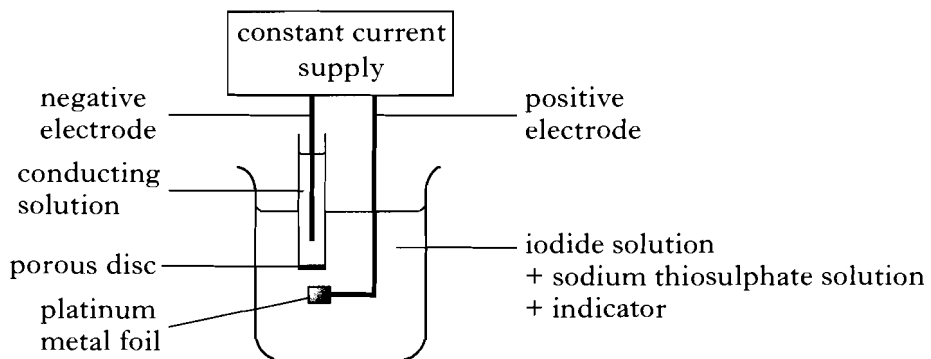 constant current
supply
negative
electrode
positive
electrode
conducting
solution
porous disc
platinum
metal foil
iodide solution
+ sodium thiosulphate solution
+ indicator